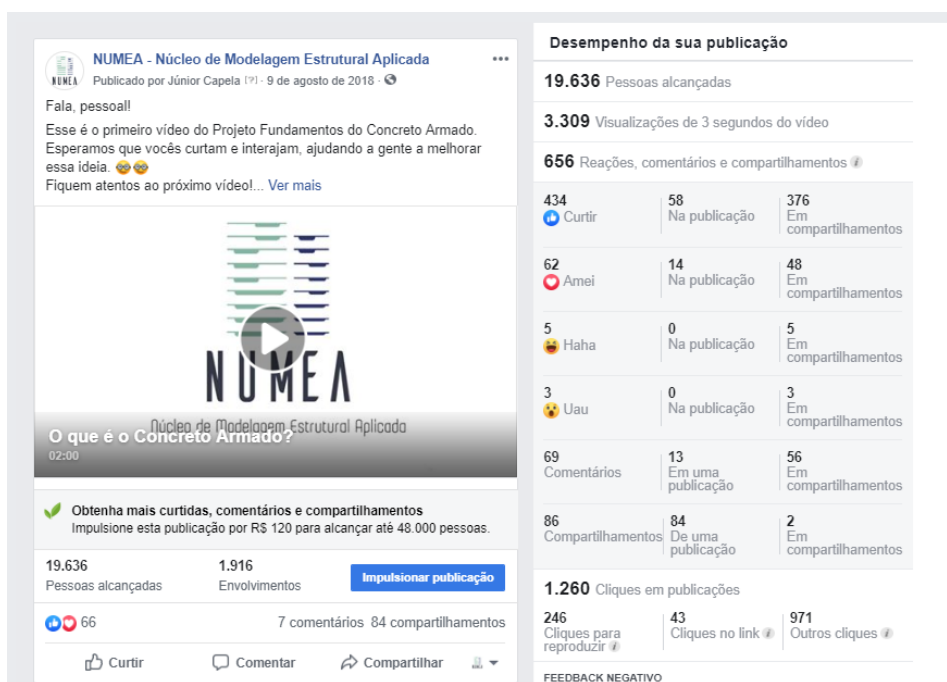 NUMEA - Núcleo de Modelagem Estrutural Aplicada
Publicado por Júnior Capela [?] · 9 de agosto de 2018 ·
Fala, pessoal!
Esse é o primeiro vídeo do Projeto Fundamentos do Concreto Armado.
Esperamos que vocês curtam e interajam, ajudando a gente a melhorar
essa ideia.
Fiquem atentos ao próximo vídeo!... Ver mais
NUMEA
Núcleo de Modelagem Estrutural Aplicada
O que é o Concreto Armado?
02:00
Obtenha mais curtidas, comentários e compartilhamentos
Impulsione esta publicação por R$ 120 para alcançar até 48.000 pessoas.
19.636 1.916
Pessoas alcançadas Envolvimentos Impulsionar publicação
66 7 comentários 84 compartilhamentos
Curtir Comentar Compartilhar
Desempenho da sua publicação
19.636 Pessoas alcançadas
3.309 Visualizações de 3 segundos do vídeo
656 Reações, comentários e compartilhamentos
434 58 376
Curtir Na publicação Em
compartilhamentos
62 14 48
Amei Na publicação Em
compartilhamentos
5 0 5
Haha Na publicação Em
compartilhamentos
3 0 3
Uau Na publicação Em
compartilhamentos
69 13 56
Comentários Em uma Em
publicação compartilhamentos
86 84 2
Compartilhamentos De uma Em
publicação compartilhamentos
1.260 Cliques em publicações
246 43 971
Cliques para Cliques no link Outros cliques
reproduzir
FEEDBACK NEGATIVO